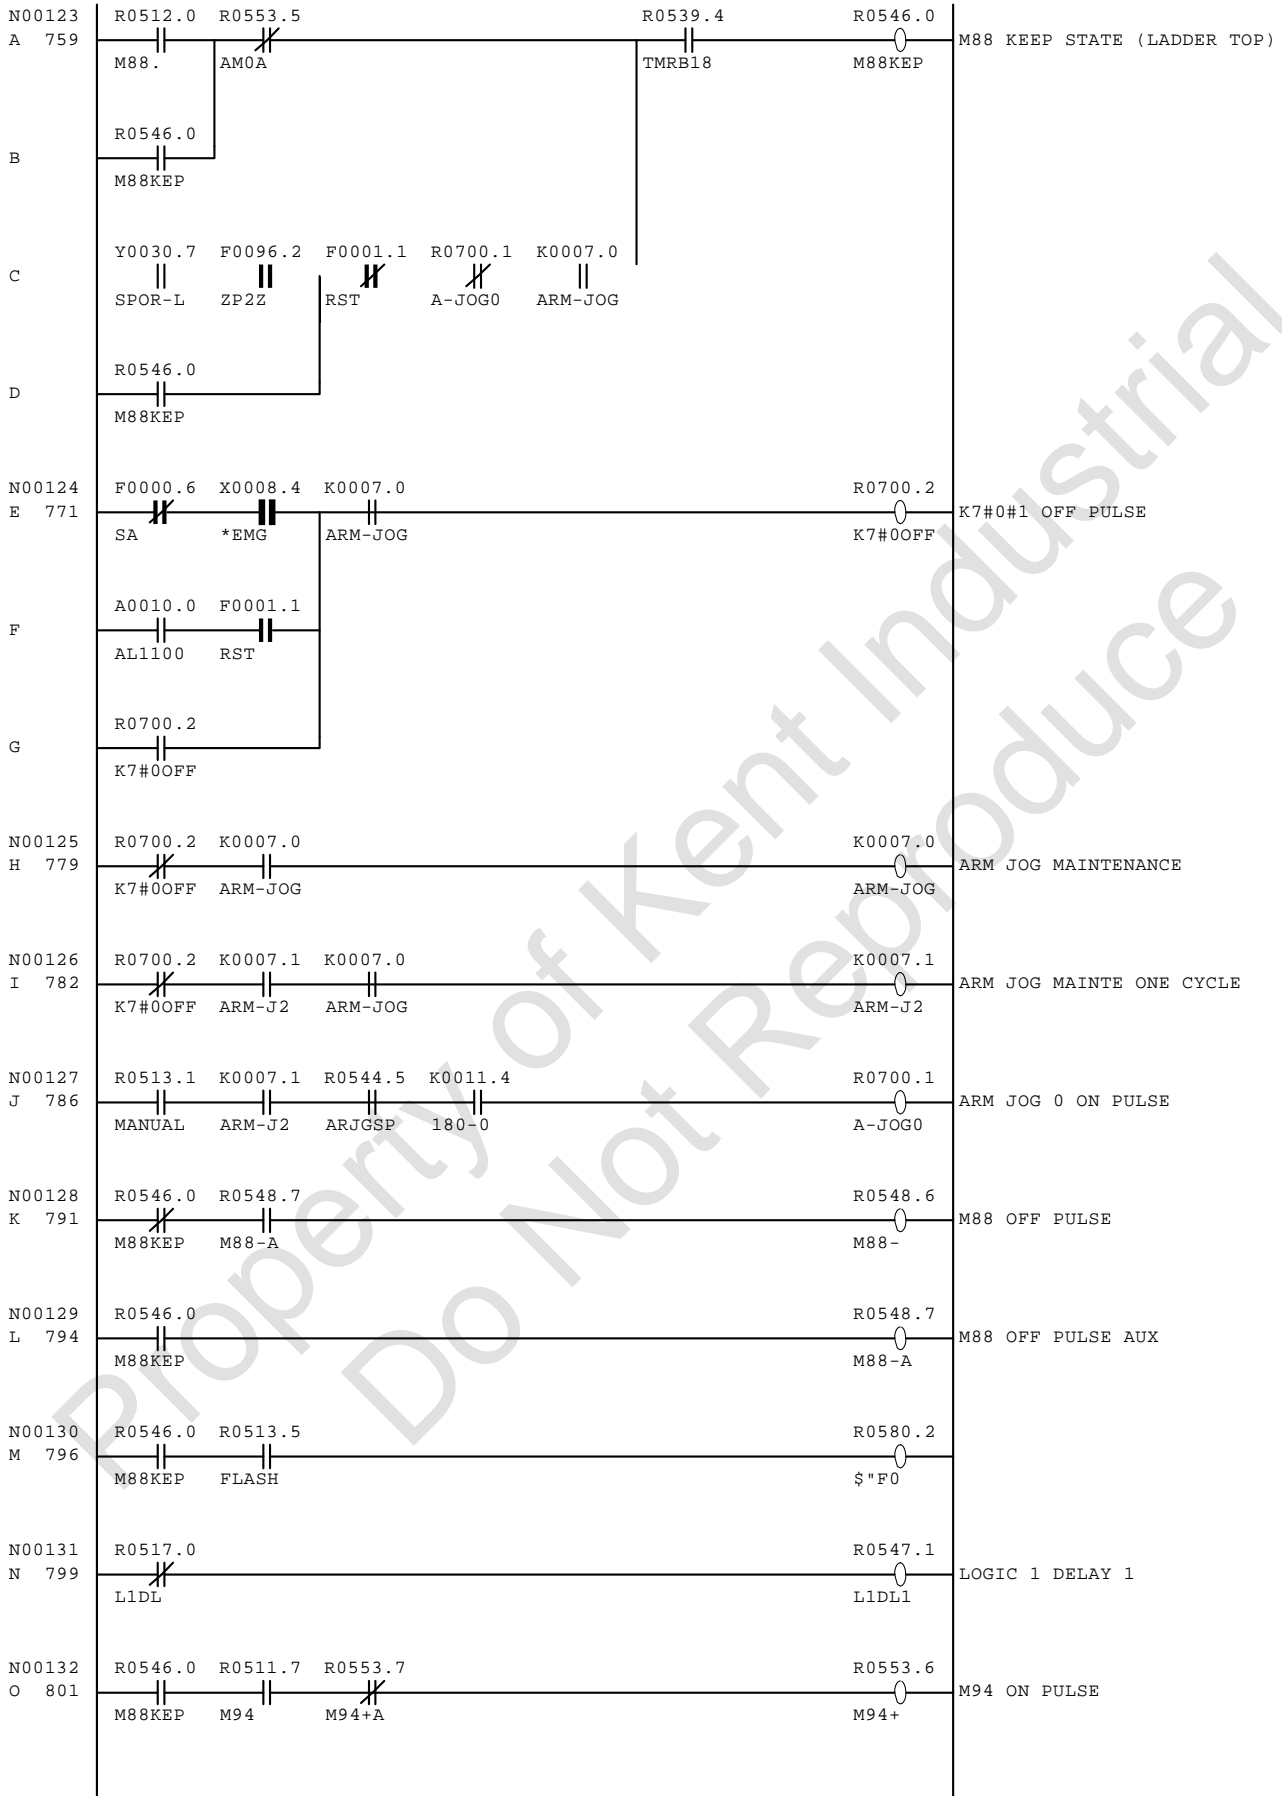 N00123 R0512.0 R0553.5 R0539.4 R0546.0
A 759 M88 KEEP STATE (LADDER TOP)
M88. AM0A TMRB18 M88KEP
R0546.0
B
M88KEP
Y0030.7 F0096.2 F0001.1 R0700.1 K0007.0
C
SPOR-L ZP2Z RST A-JOG0 ARM-JOG
R0546.0
D
M88KEP
N00124 F0000.6 X0008.4 K0007.0 R0700.2
E 771 K7#0#1 OFF PULSE
SA *EMG ARM-JOG K7#0OFF
A0010.0 F0001.1
F
AL1100 RST
R0700.2
G
K7#0OFF
N00125 R0700.2 K0007.0 K0007.0
H 779 ARM JOG MAINTENANCE
K7#0OFF ARM-JOG ARM-JOG
N00126 R0700.2 K0007.1 K0007.0 K0007.1
I 782 ARM JOG MAINTE ONE CYCLE
K7#0OFF ARM-J2 ARM-JOG ARM-J2
N00127 R0513.1 K0007.1 R0544.5 K0011.4 R0700.1
J 786 ARM JOG 0 ON PULSE
MANUAL ARM-J2 ARJGSP 180-0 A-JOG0
N00128 R0546.0 R0548.7 R0548.6
K 791 M88 OFF PULSE
M88KEP M88-A M88-
N00129 R0546.0 R0548.7
L 794 M88 OFF PULSE AUX
M88KEP M88-A
N00130 R0546.0 R0513.5 R0580.2
M 796
M88KEP FLASH $"F0
N00131 R0517.0 R0547.1
N 799 LOGIC 1 DELAY 1
L1DL L1DL1
N00132 R0546.0 R0511.7 R0553.7 R0553.6
O 801 M94 ON PULSE
M88KEP M94 M94+A M94+
Property of Kent Industrial
Do Not Reproduce